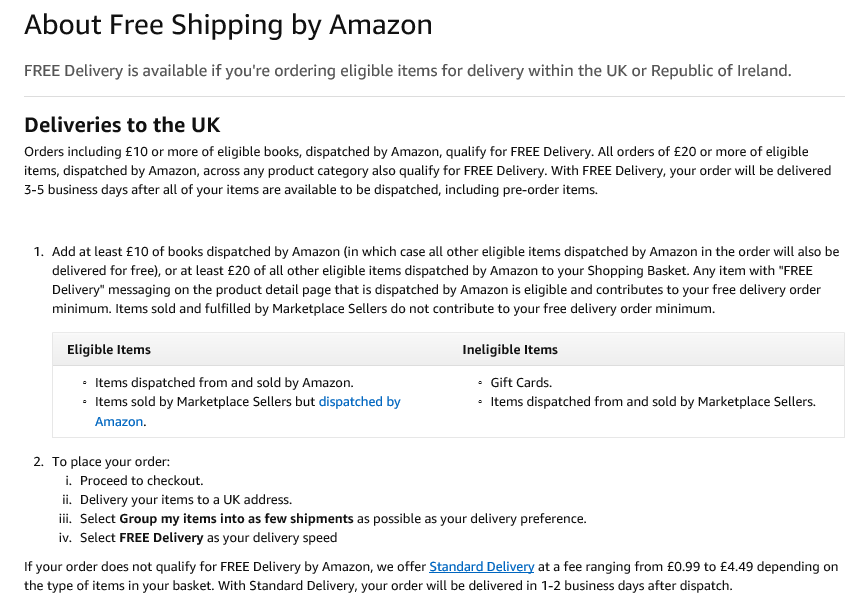 About Free Shipping by Amazon
FREE Delivery is available if you're ordering eligible items for delivery within the UK or Republic of Ireland.
Deliveries to the UK
Orders including £10 or more of eligible books, dispatched by Amazon, qualify for FREE Delivery. All orders of £20 or more of eligible
items, dispatched by Amazon, across any product category also qualify for FREE Delivery. With FREE Delivery, your order will be delivered
3-5 business days after all of your items are available to be dispatched, including pre-order items.
1. Add at least £10 of books dispatched by Amazon (in which case all other eligible items dispatched by Amazon in the order will also be
delivered for free), or at least £20 of all other eligible items dispatched by Amazon to your Shopping Basket. Any item with "FREE
Delivery" messaging on the product detail page that is dispatched by Amazon is eligible and contributes to your free delivery order
minimum. Items sold and fulfilled by Marketplace Sellers do not contribute to your free delivery order minimum.
Eligible Items
◦ Items dispatched from and sold by Amazon.
◦ Items sold by Marketplace Sellers but dispatched by
Amazon.
Ineligible Items
◦ Gift Cards.
◦ Items dispatched from and sold by Marketplace Sellers.
2. To place your order:
i. Proceed to checkout.
ii. Delivery your items to a UK address.
iii. Select Group my items into as few shipments as possible as your delivery preference.
iv. Select FREE Delivery as your delivery speed
If your order does not qualify for FREE Delivery by Amazon, we offer Standard Delivery at a fee ranging from £0.99 to £4.49 depending on
the type of items in your basket. With Standard Delivery, your order will be delivered in 1-2 business days after dispatch.